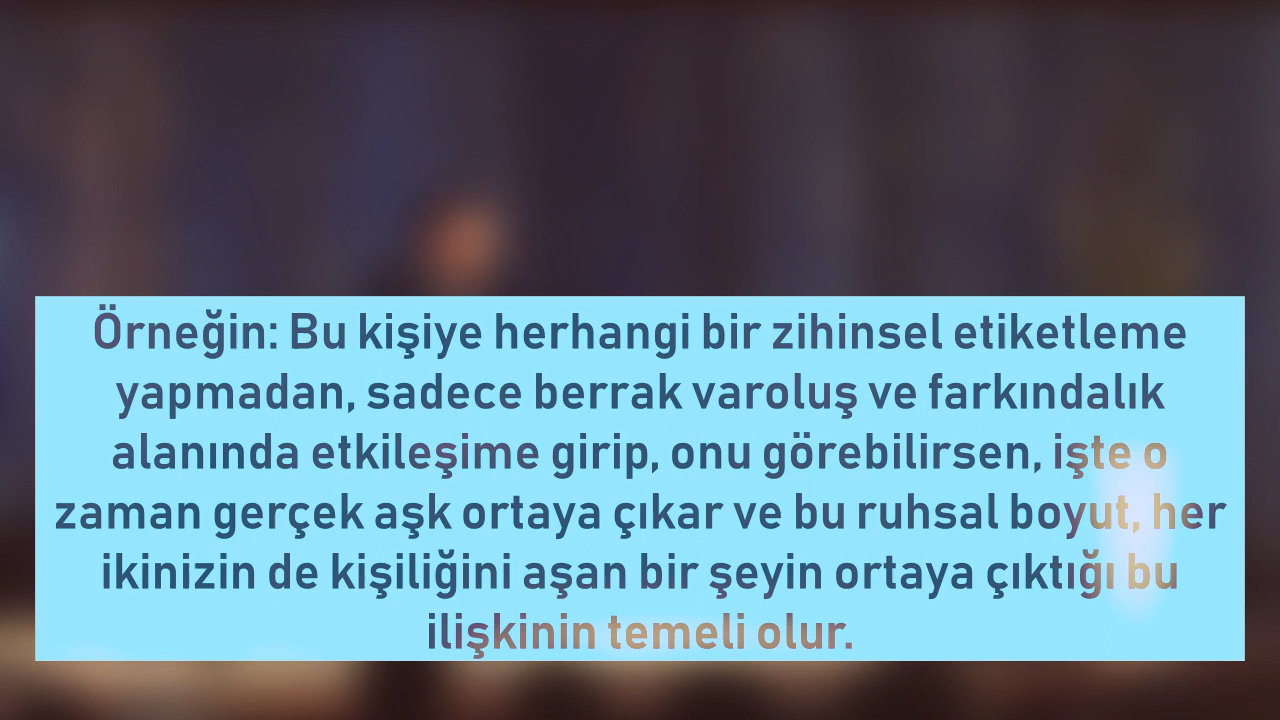 Örneğin: Bu kişiye herhangi bir zihinsel etiketleme
yapmadan, sadece berrak varoluş ve farkındalık
alanında etkileşime girip, onu görebilirsen, işte o
zaman gerçek aşk ortaya çıkar ve bu ruhsal boyut, her
ikinizin de kişiliğini aşan bir şeyin ortaya çıktığı bu
ilişkinin temeli olur.